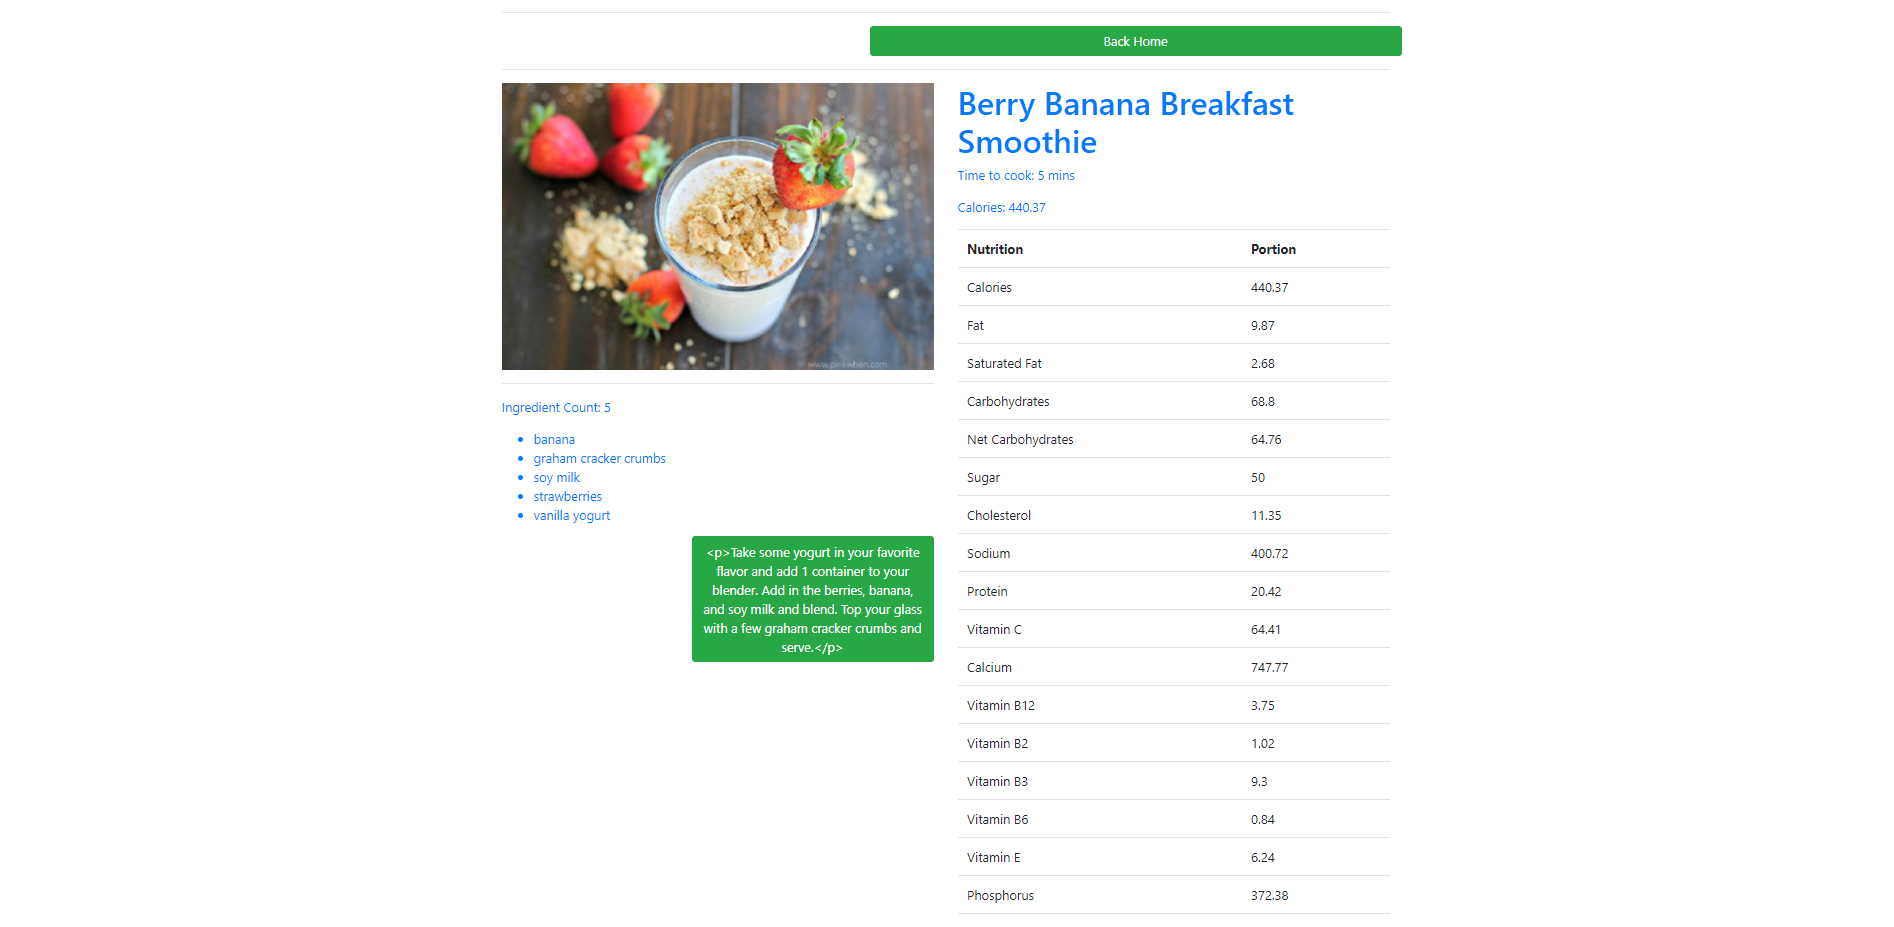 Back Home
www.pinkwhen.com
Ingredient Count: 5
banana
graham cracker crumbs
soy milk
strawberries
vanilla yogurt
<p>Take some yogurt in your favorite
flavor and add 1 container to your
blender. Add in the berries, banana,
and soy milk and blend. Top your glass
with a few graham cracker crumbs and
serve.</p>
Berry Banana Breakfast
Smoothie
Time to cook: 5 mins
Calories: 440.37
Nutrition Portion
Calories 440.37
Fat 9.87
Saturated Fat 2.68
Carbohydrates 68.8
Net Carbohydrates 64.76
Sugar 50
Cholesterol 11.35
Sodium 400.72
Protein 20.42
Vitamin C 64.41
Calcium 747.77
Vitamin B12 3.75
Vitamin B2 1.02
Vitamin B3 9.3
Vitamin B6 0.84
Vitamin E 6.24
Phosphorus 372.38